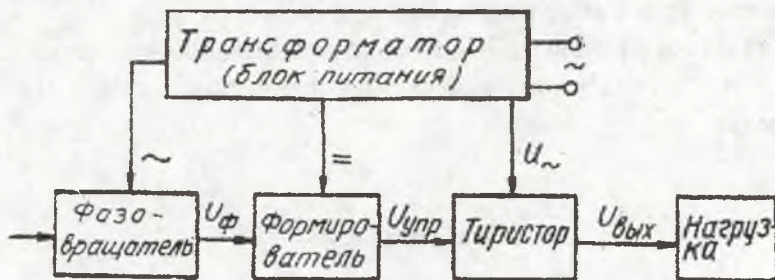 Трансформатор
(блок питания)
~
~
=
U~
Фазо-
вращатель
Uф
Формиро-
ватель
Uупр
Тиристор
Uвых
Нагруз-
ка